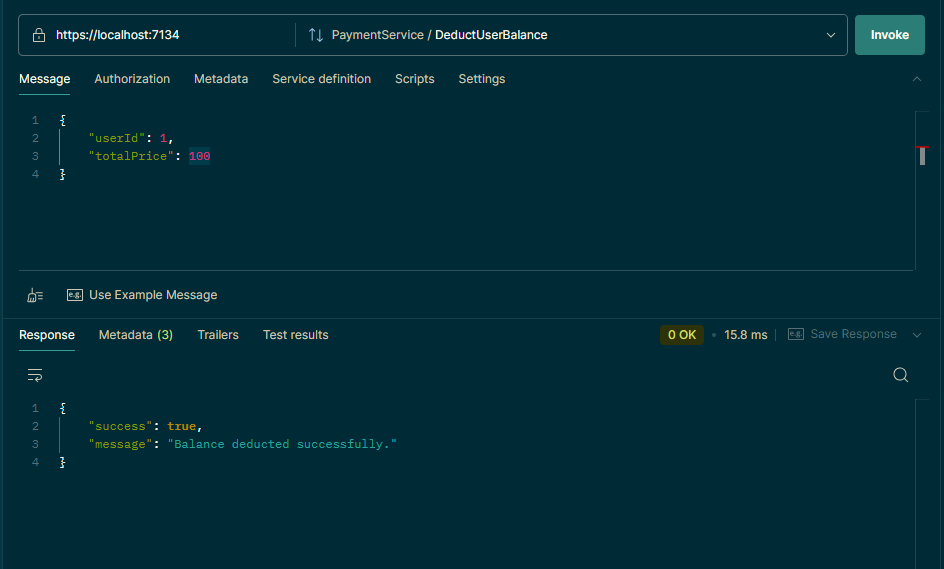 https://localhost:7134 PaymentService / DeductUserBalance Invoke
Message Authorization Metadata Service definition Scripts Settings
1 {
2 "userId": 1,
3 "totalPrice": 100
4 }
e.g. Use Example Message
Response Metadata (3) Trailers Test results 0 OK • 15.8 ms e.g. Save Response
1 {
2 "success": true,
3 "message": "Balance deducted successfully."
4 }